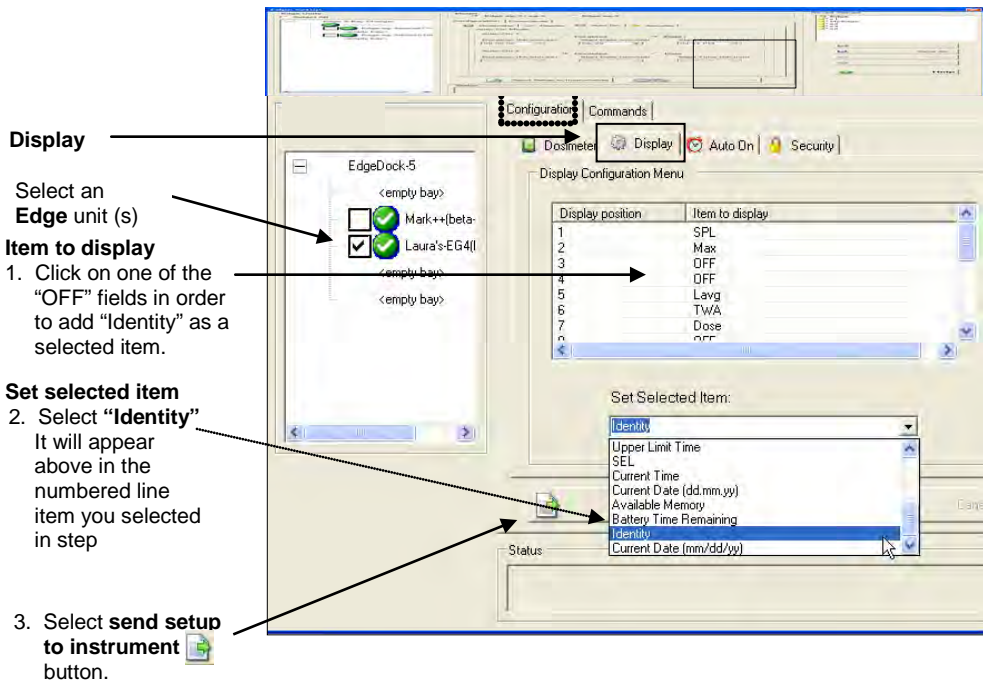 Display
Select an
Edge unit (s)
Item to display
1. Click on one of the
“OFF” fields in order
to add “Identity” as a
selected item.
Set selected item
2. Select “Identity”
It will appear
above in the
numbered line
item you selected
in step
3. Select send setup
to instrument
button.
EdgeDock-5
<empty bay>
Mark++(beta-
Laura's-EG4(
<empty bay>
<empty bay>
Configuration Commands
Dosimeter Display Auto On Security
Display Configuration Menu
Display position Item to display
1 SPL
2 Max
3 OFF
4 OFF
5 Lavg
6 TWA
7 Dose
OFF
Set Selected Item:
Identity
Upper Limit Time
SEL
Current Time
Current Date (dd.mm.yy)
Available Memory
Battery Time Remaining
Identity
Current Date (mm/dd/yy)
Status